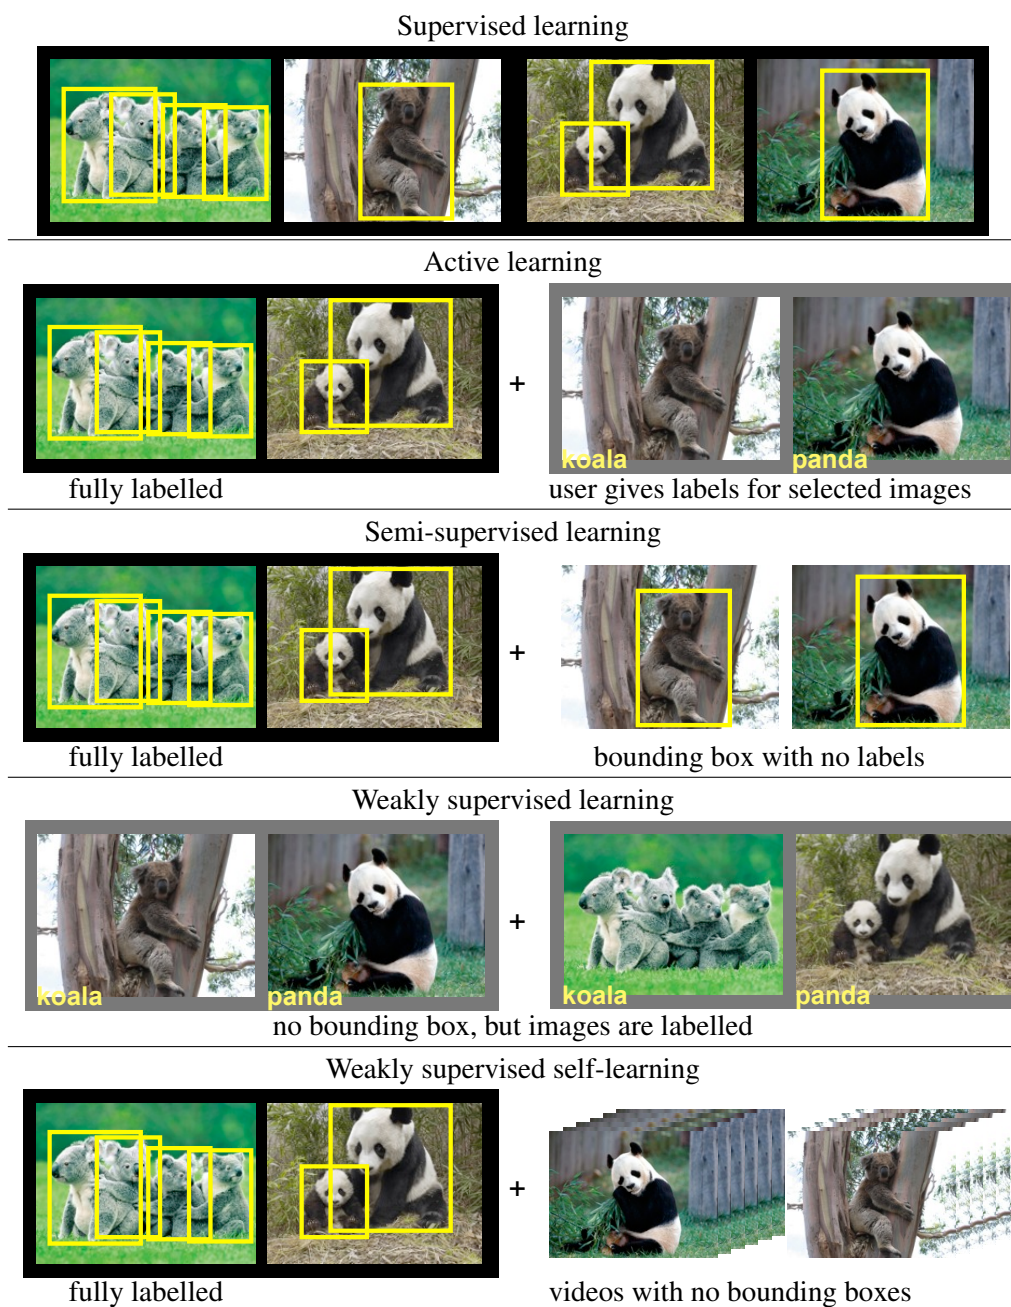 Supervised learning
Active learning
+
koala
panda
fully labelled
user gives labels for selected images
Semi-supervised learning
+
fully labelled
bounding box with no labels
Weakly supervised learning
+
koala
panda
koala
panda
no bounding box, but images are labelled
Weakly supervised self-learning
+
fully labelled
videos with no bounding boxes